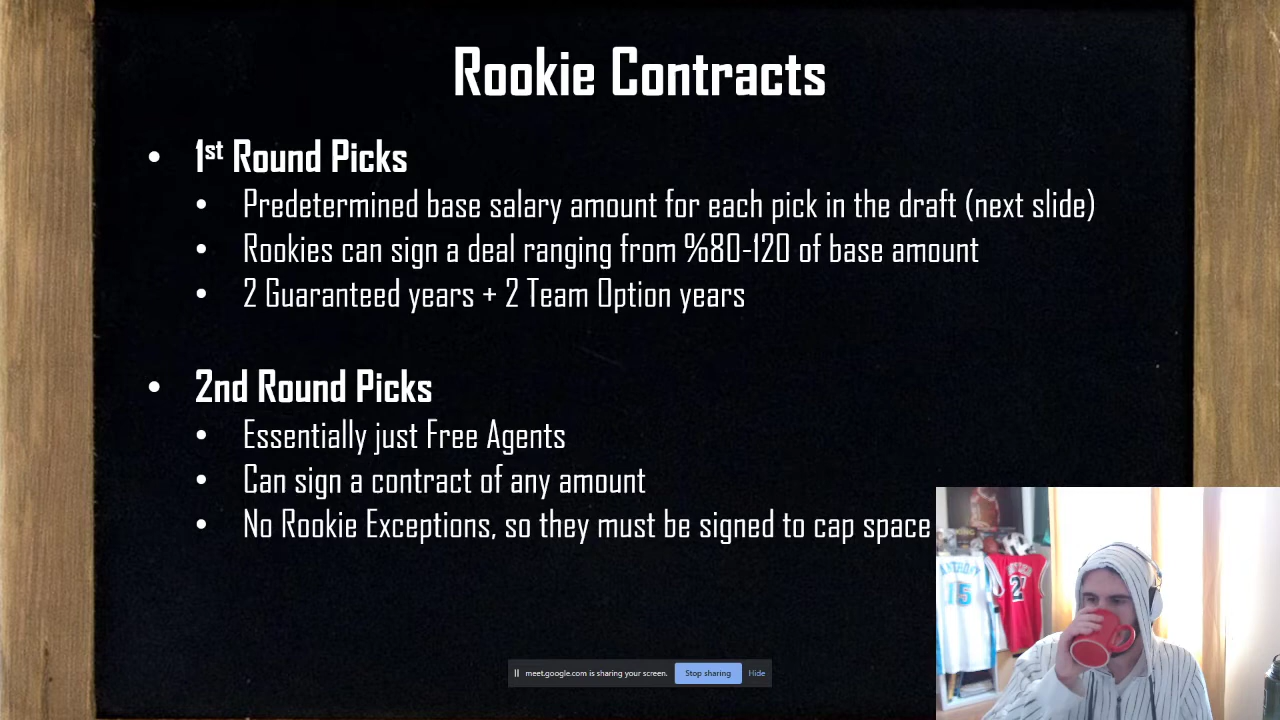 Rookie Contracts
• 1st Round Picks
• Predetermined base salary amount for each pick in the draft (next slide)
• Rookies can sign a deal ranging from %80-120 of base amount
• 2 Guaranteed years + 2 Team Option years
• 2nd Round Picks
• Essentially just Free Agents
• Can sign a contract of any amount
• No Rookie Exceptions, so they must be signed to cap space
15
meet.google.com is sharing your screen. Stop sharing Hide